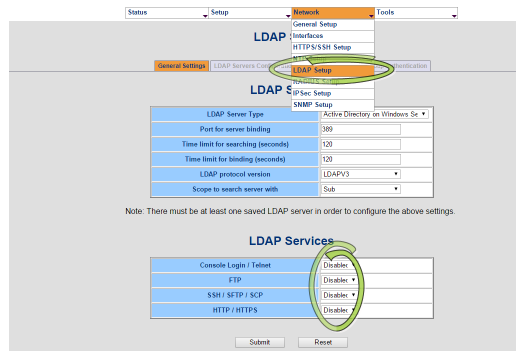 Status Setup Network Tools
General Setup
LDAP Interfaces
HTTPS/SSH Setup
General Settings LDAP Servers LDAP Setup
LDAP S
IPSec Setup
SNMP Setup
LDAP Server Type Active Directory on Windows Se
Port for server binding 389
Time limit for searching (seconds) 120
Time limit for binding (seconds) 120
LDAP protocol version LDAPV3
Scope to search server with Sub
Note: There must be at least one saved LDAP server in order to configure the above settings.
LDAP Services
Console Login / Telnet Disablec
FTP Disablec
SSH / SFTP / SCP Disablec
HTTP / HTTPS Disablec
Submit Reset